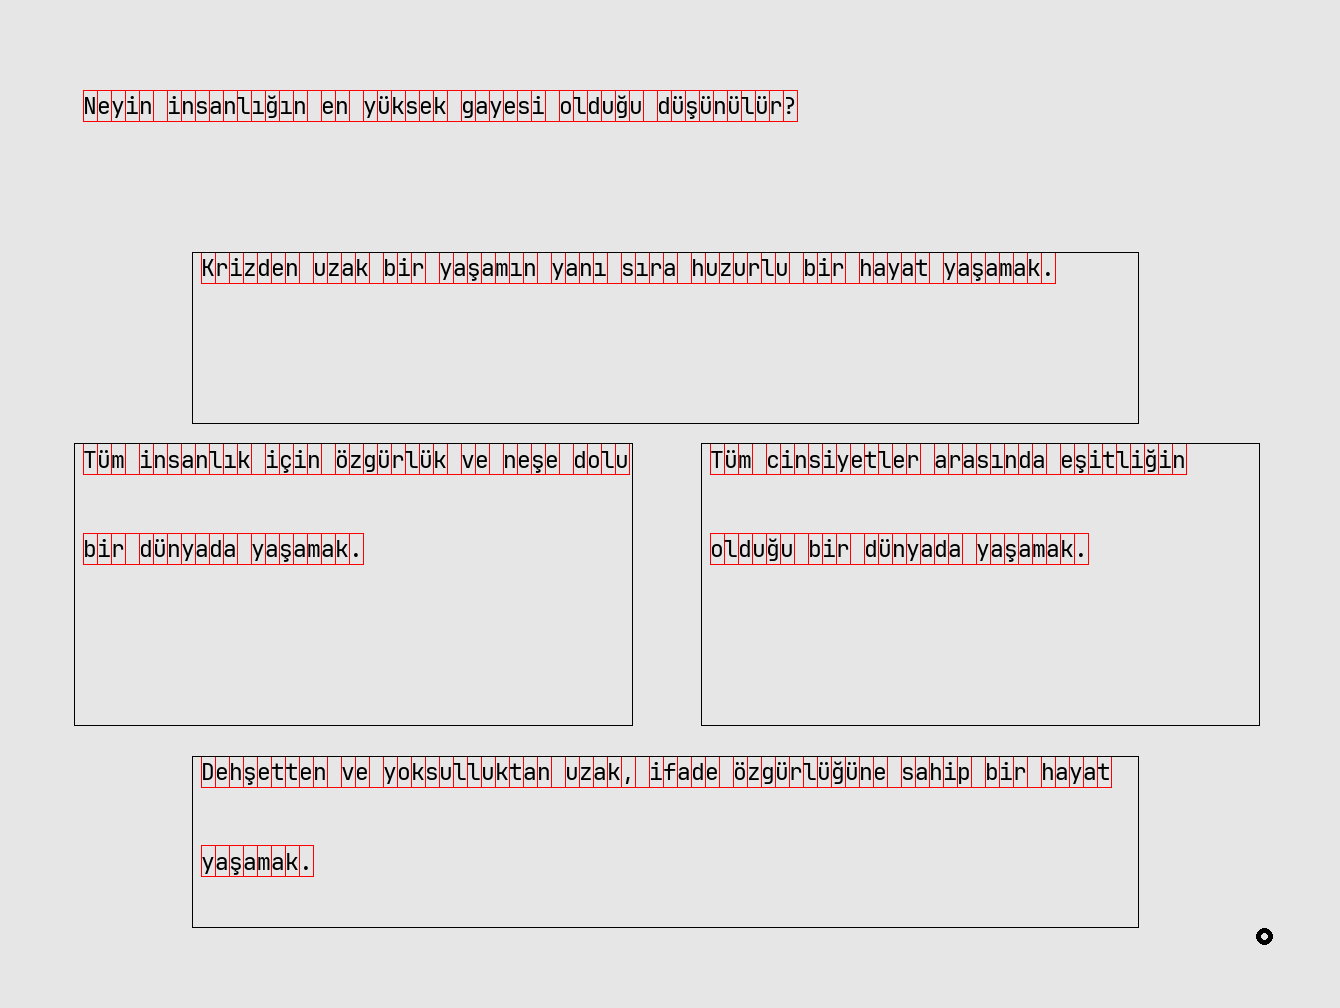 Neyin insanlığın en yüksek gayesi olduğu düşünülür?
Krizden uzak bir yaşamın yanı sıra huzurlu bir hayat yaşamak.
Tüm insanlık için özgürlük ve neşe dolu
bir dünyada yaşamak.
Tüm cinsiyetler arasında eşitliğin
olduğu bir dünyada yaşamak.
Dehşetten ve yoksulluktan uzak, ifade özgürlüğüne sahip bir hayat
yaşamak.